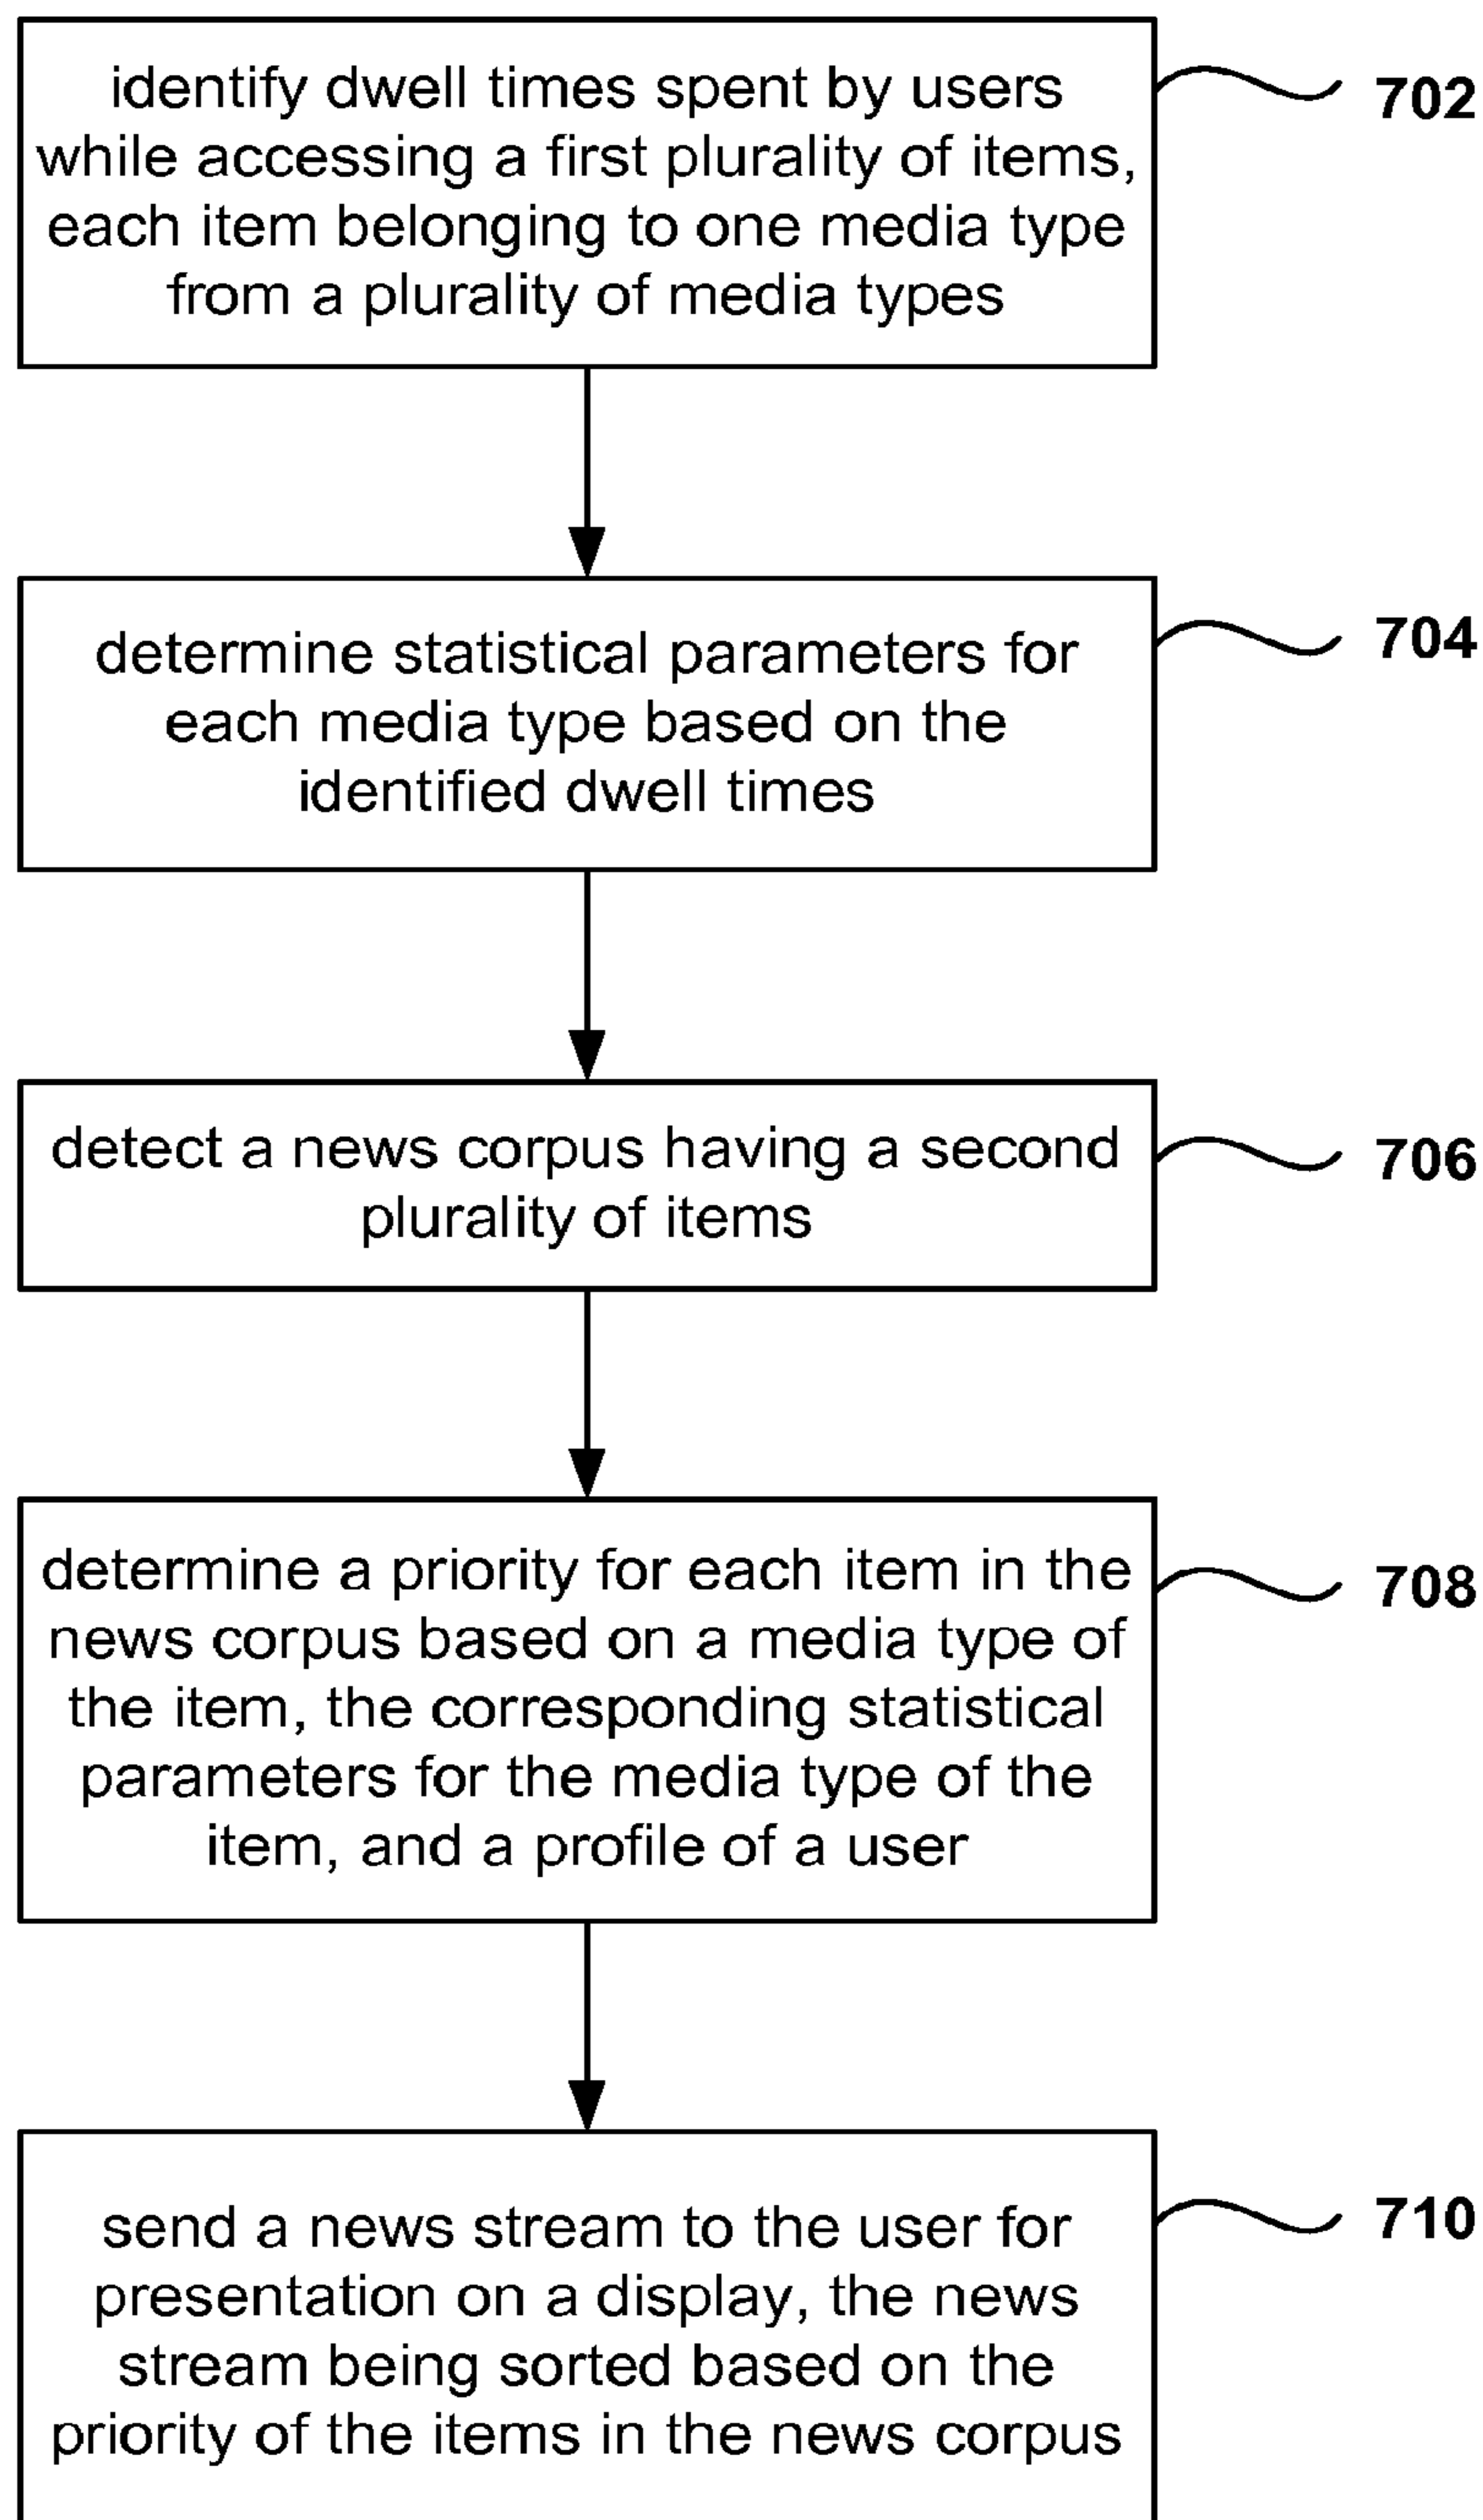 identify dwell times spent by users
while accessing a first plurality of items,
each item belonging to one media type
from a plurality of media types
702
determine statistical parameters for
each media type based on the
identified dwell times
704
detect a news corpus having a second
plurality of items
706
determine a priority for each item in the
news corpus based on a media type of
the item, the corresponding statistical
parameters for the media type of the
item, and a profile of a user
708
send a news stream to the user for
presentation on a display, the news
stream being sorted based on the
priority of the items in the news corpus
710